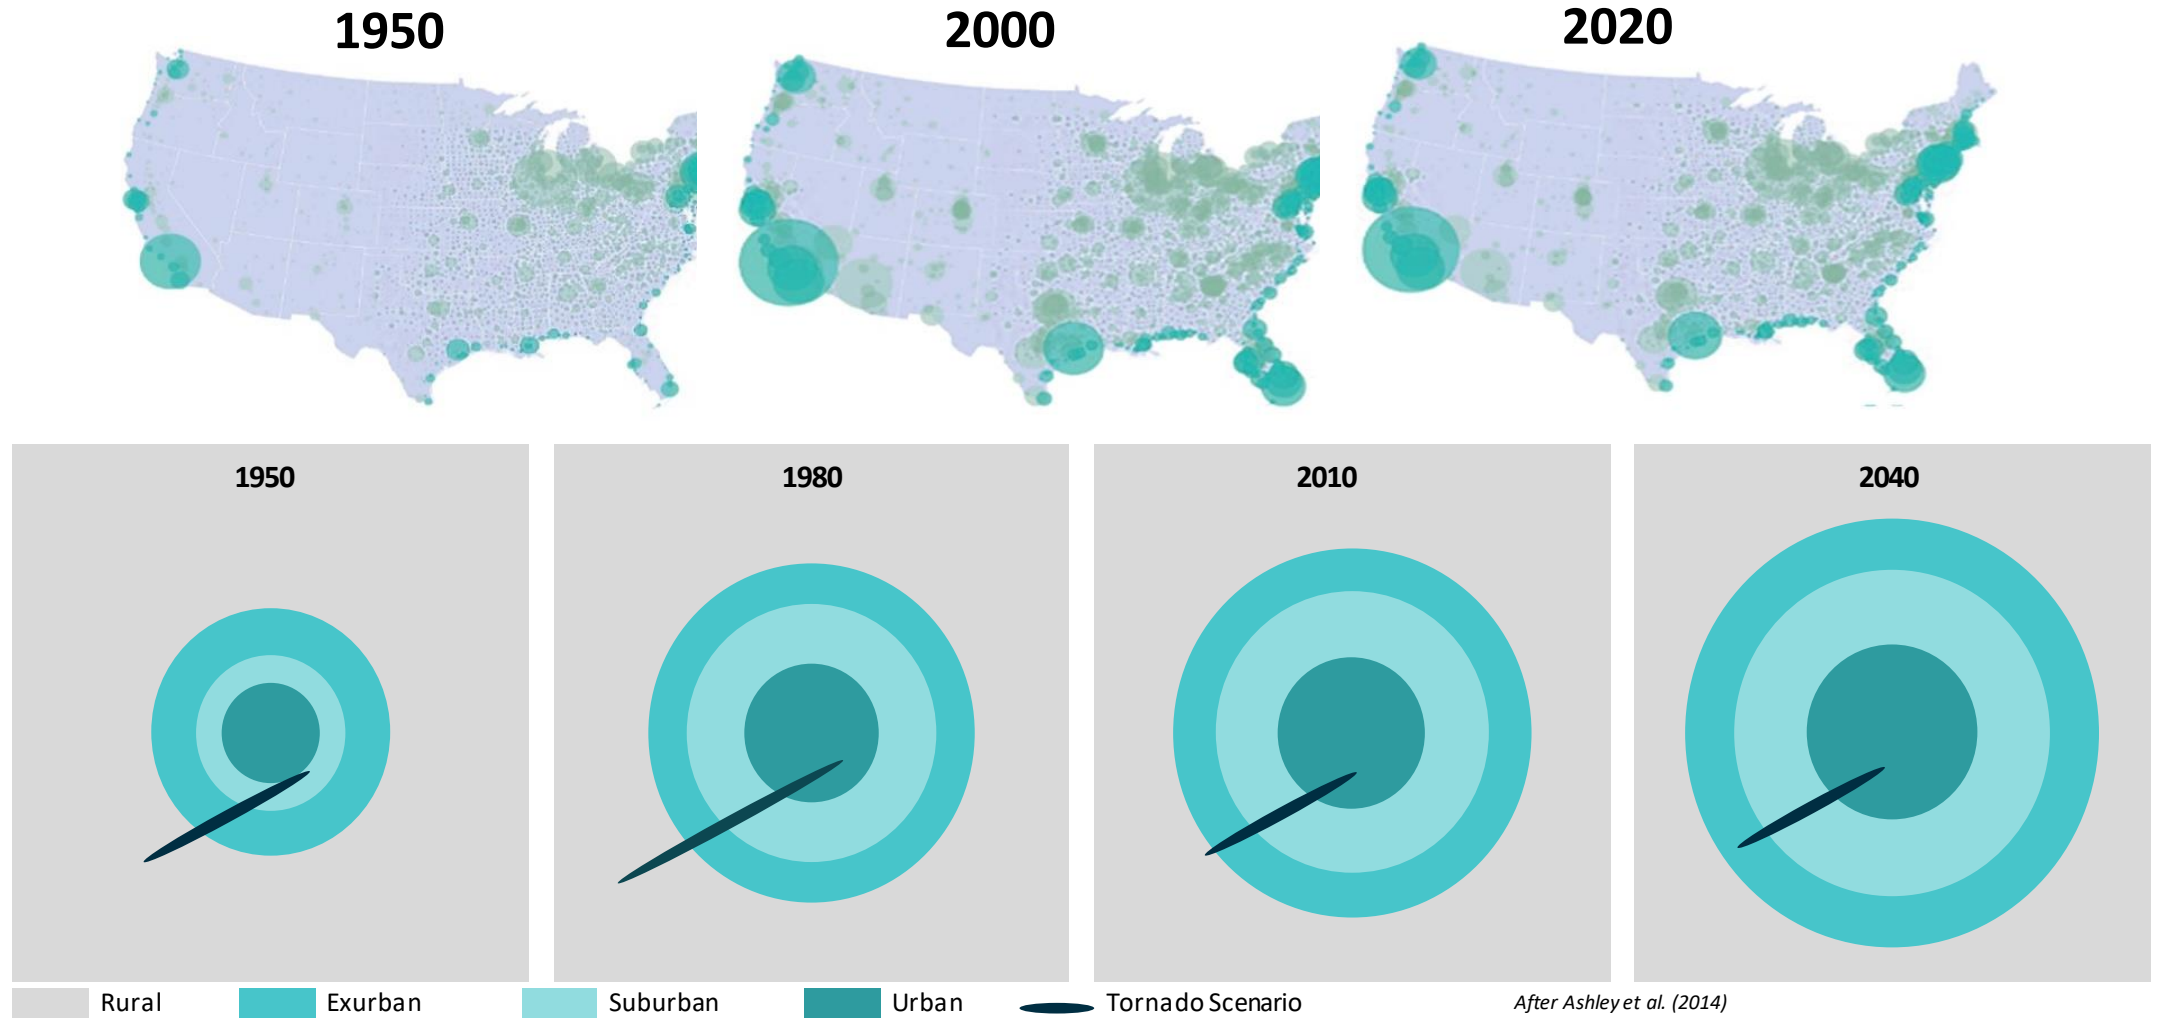 1950
2000
2020
1950
1980
2010
2040
Rural
Exurban
Suburban
Urban
Tornado Scenario
After Ashley et al. (2014)